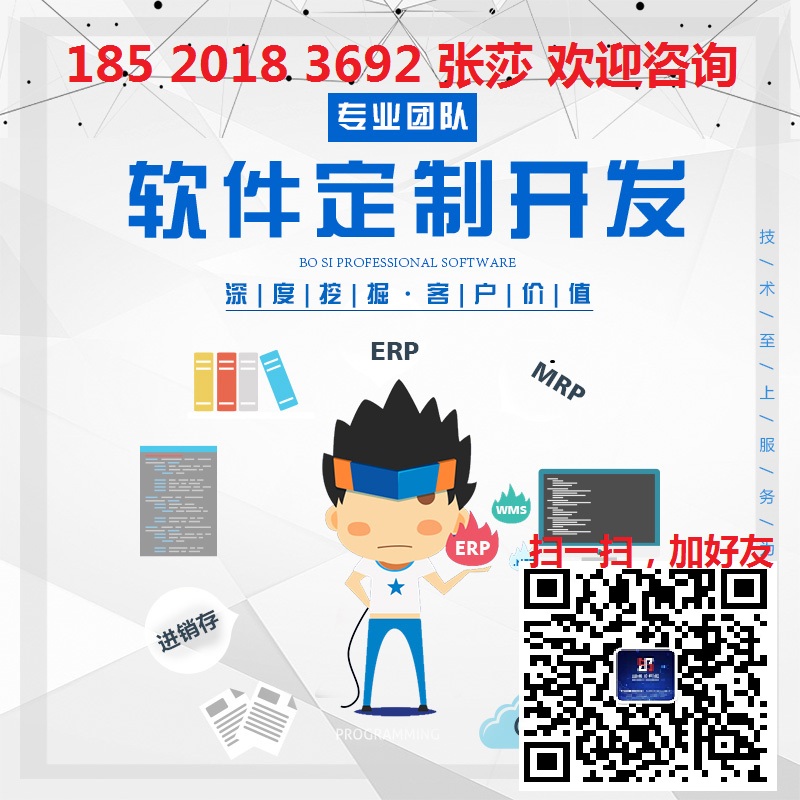 185 2018 3692 张莎 欢迎咨询
专业团队
软件定制开发
BO SI PROFESSIONAL SOFTWARE
深|度|挖|掘·客|户|价|值
技/术/至/上/服/务/为
ERP
MRP
WMS
ERP
扫一扫，加好友
进销存
PROGRAMMING